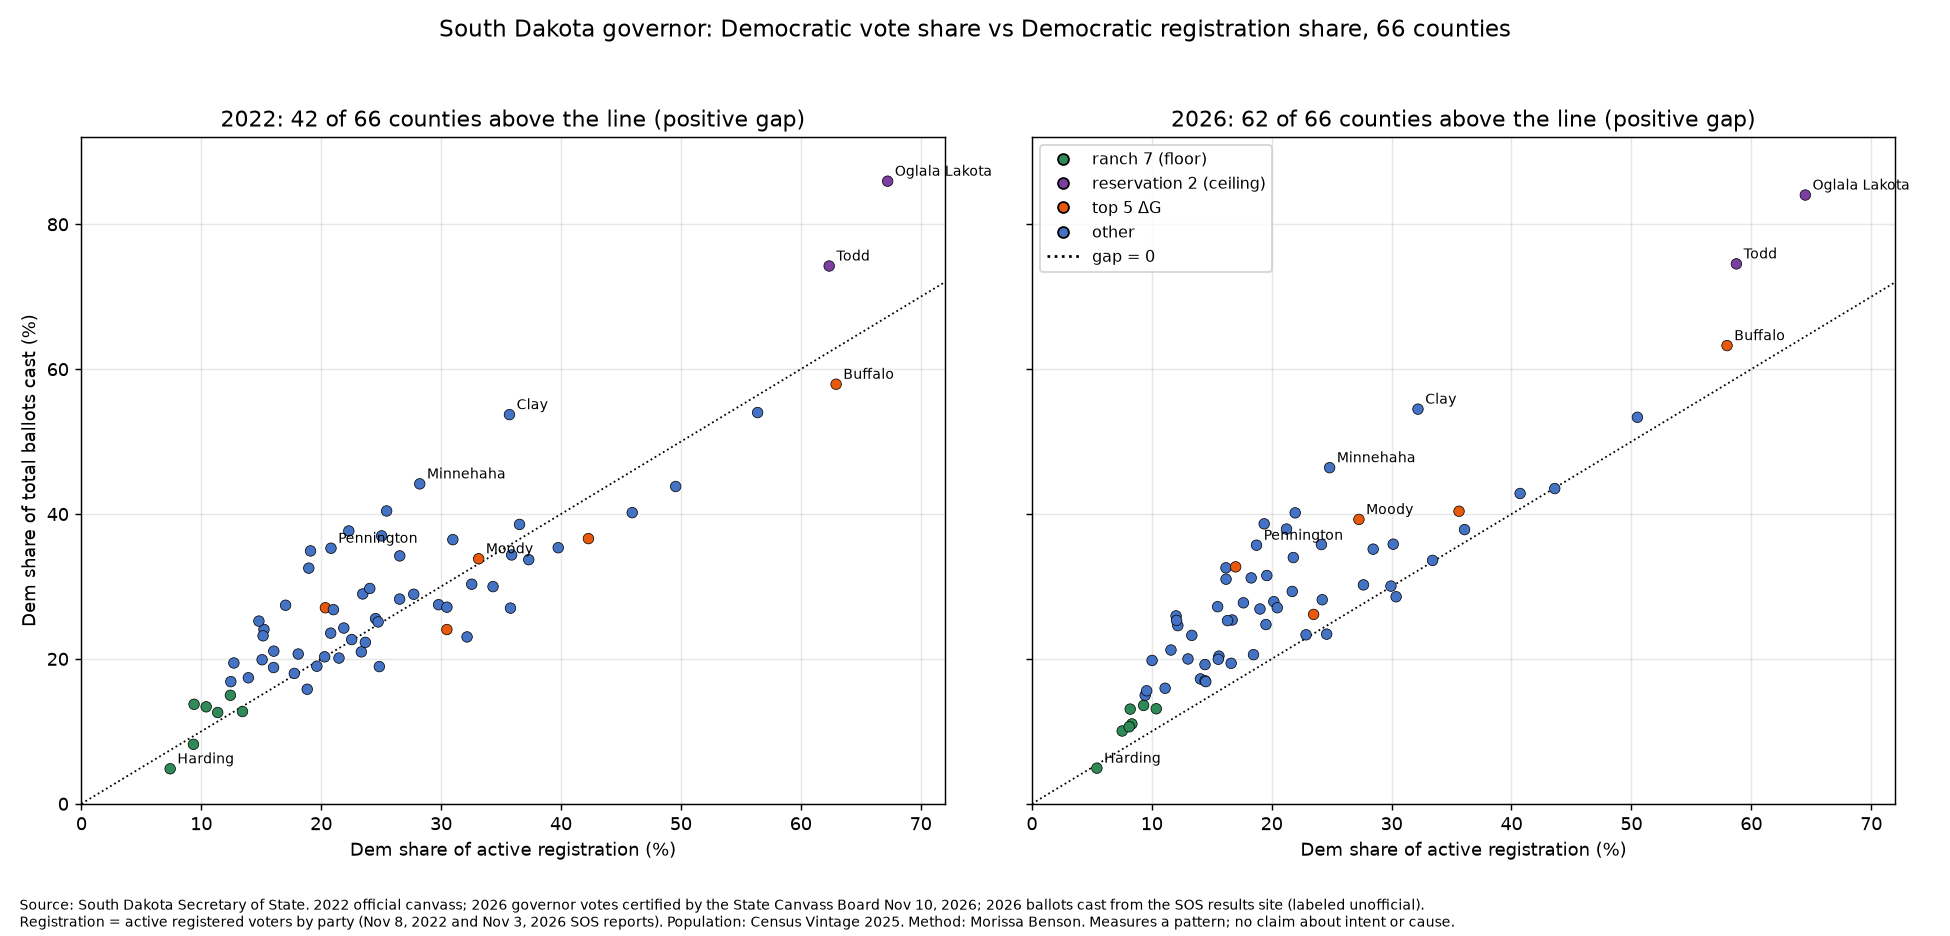 South Dakota governor: Democratic vote share vs Democratic registration share, 66 counties
2022: 42 of 66 counties above the line (positive gap)
Dem share of total ballots cast (%)
80
60
40
20
0
Oglala Lakota
Todd
Buffalo
Clay
Minnehaha
Pennington
Moody
Harding
0 10 20 30 40 50 60 70
Dem share of active registration (%)
2026: 62 of 66 counties above the line (positive gap)
ranch 7 (floor)
reservation 2 (ceiling)
top 5 ΔG
other
gap = 0
Oglala Lakota
Todd
Buffalo
Clay
Minnehaha
Moody
Pennington
Harding
0 10 20 30 40 50 60 70
Dem share of active registration (%)
Source: South Dakota Secretary of State. 2022 official canvass; 2026 governor votes certified by the State Canvass Board Nov 10, 2026; 2026 ballots cast from the SOS results site (labeled unofficial).
Registration = active registered voters by party (Nov 8, 2022 and Nov 3, 2026 SOS reports). Population: Census Vintage 2025. Method: Morissa Benson. Measures a pattern; no claim about intent or cause.